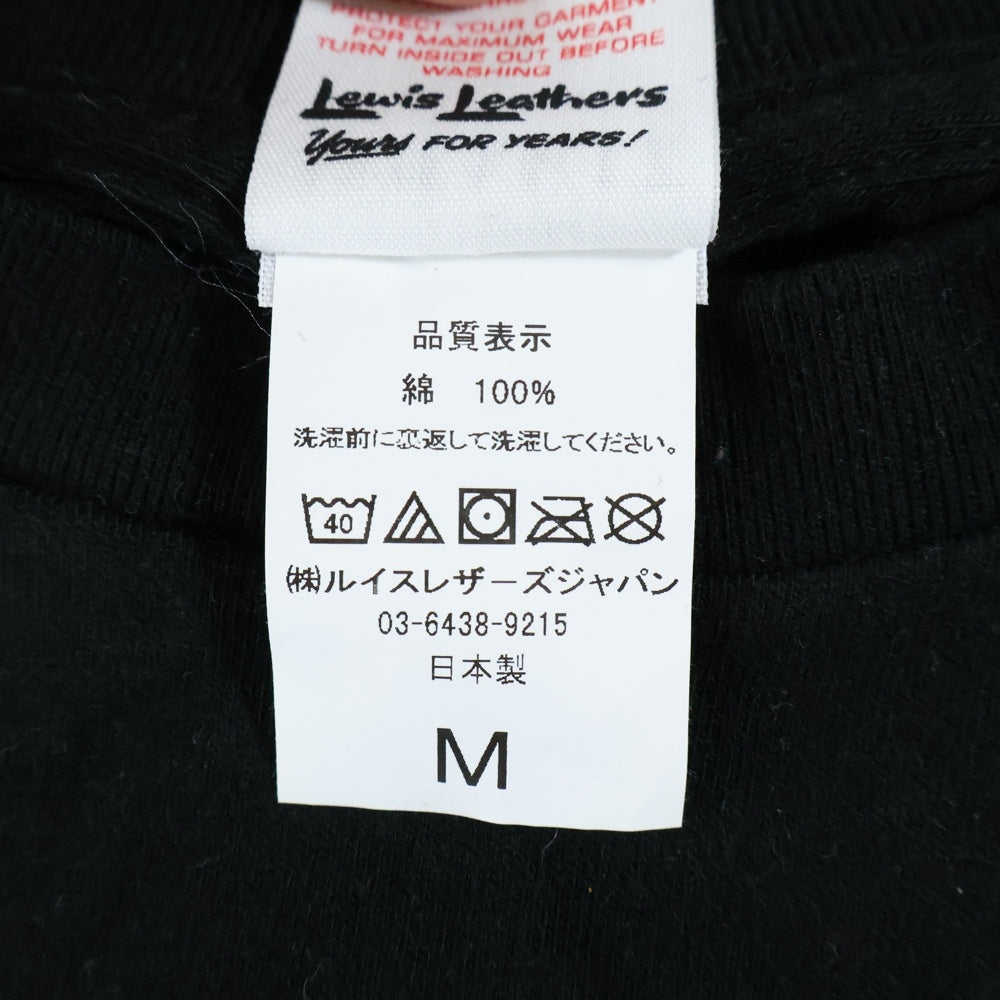 PROTECT YOUR GARMENT
FOR MAXIMUM WEAR
TURN INSIDE OUT BEFORE
WASHING
Lewis Leathers
Yours FOR YEARS!
品質表示
綿 100%
洗濯前に裏返して洗濯してください。
40
㈱ルイスレザーズジャパン
03-6438-9215
日本製
M